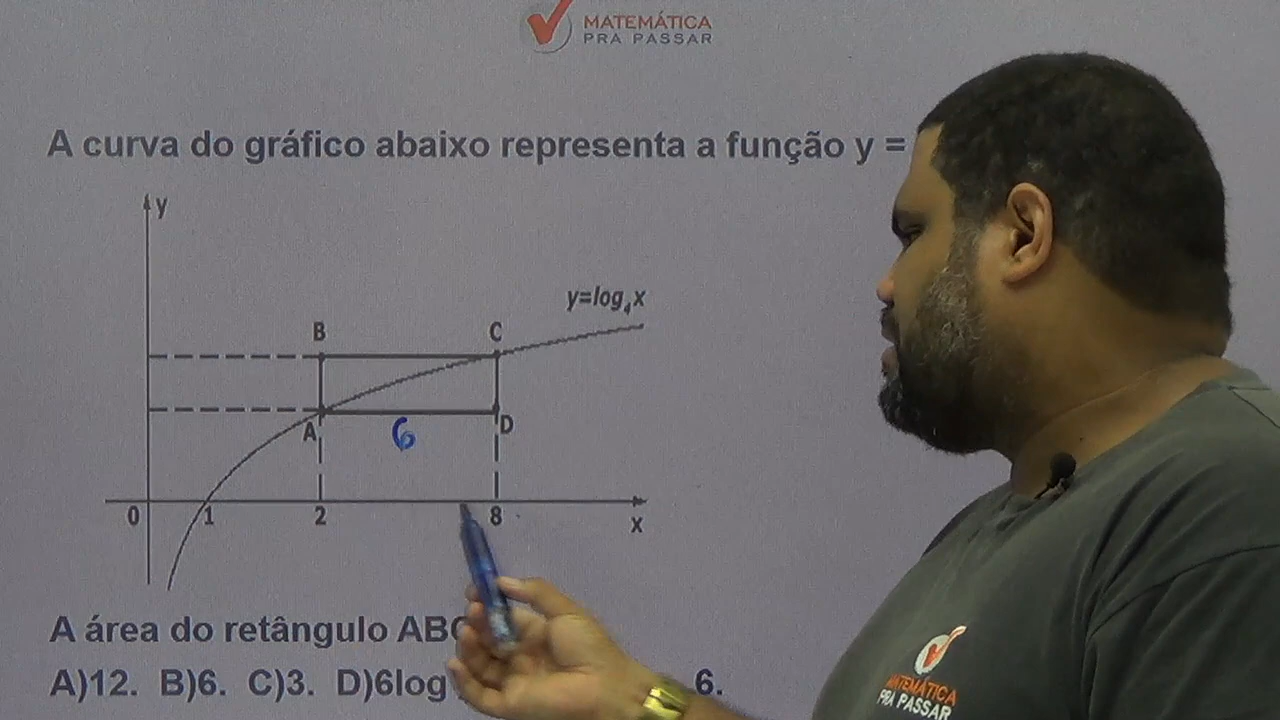 MATEMÁTICA
PRA PASSAR
A curva do gráfico abaixo representa a função y =
y
y=log₄x
B C
A 6 D
0 1 2 8 x
A área do retângulo ABC
A)12. B)6. C)3. D)6log 6.
MATEMÁTICA
PRA PASSAR